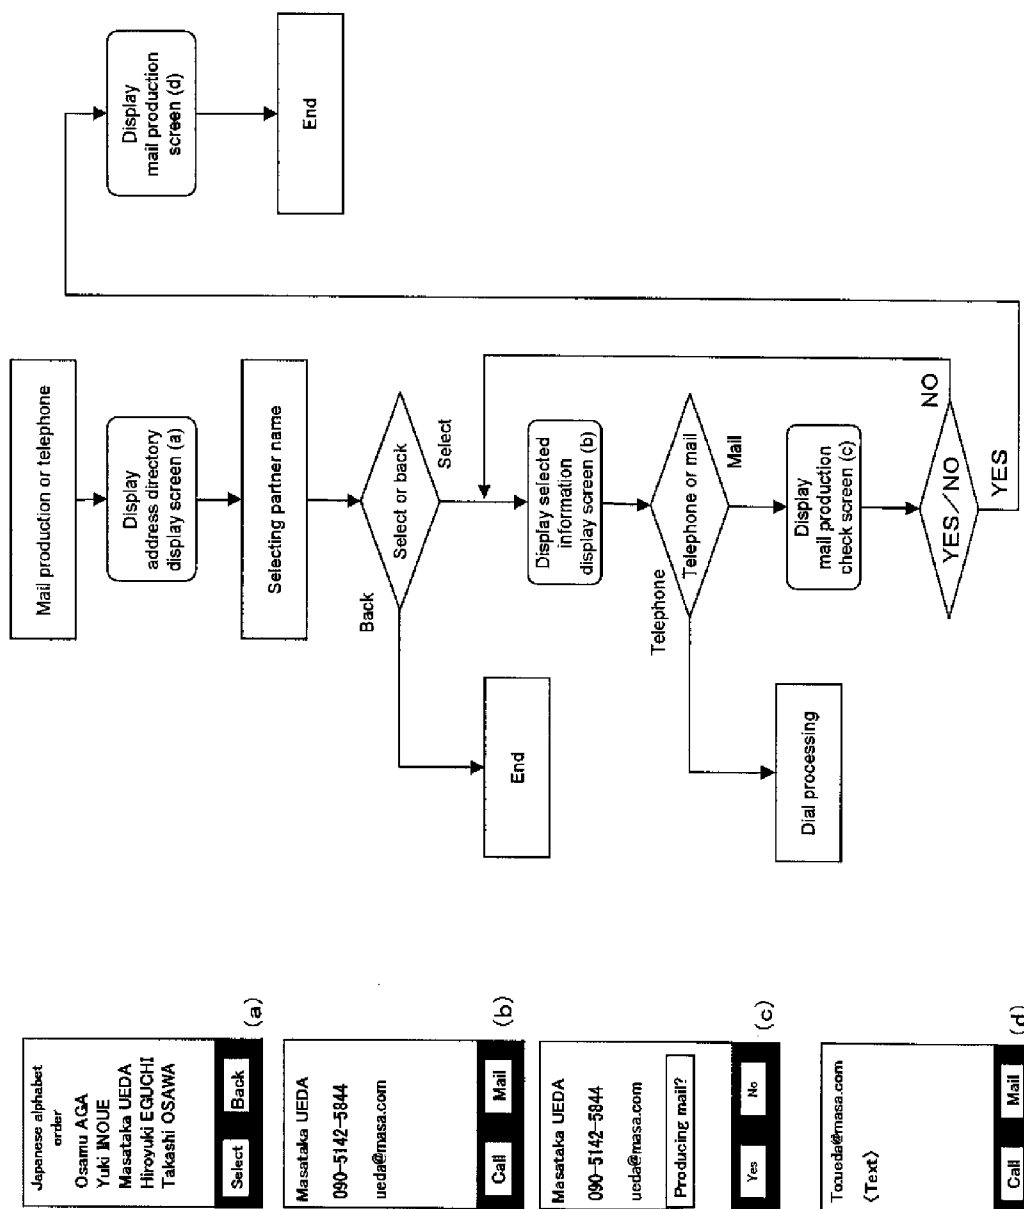 Mail production or telephone
Display
address directory
display screen (a)
Selecting partner name
Select or back
Back
Select
End
Display selected
information
display screen (b)
Telephone or mail
Telephone
Mail
Dial processing
Display
mail production
check screen (c)
YES/NO
NO
YES
Display
mail production
screen (d)
End
Japanese alphabet
order
Osamu AGA
Yuki INOUE
Masataka UEDA
Hiroyuki EGUCHI
Takashi OSAWA
Select Back
(a)
Masataka UEDA
090-5142-5844
ueda@masa.com
Call Mail
(b)
Masataka UEDA
090-5142-5844
ueda@masa.com
Producing mail?
Yes No
(c)
To:ueda@masa.com
<Text>
Call Mail
(d)